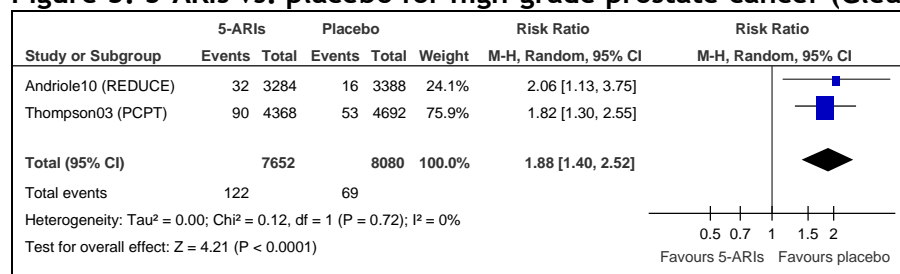 Figure 3. 5-ARIs vs. placebo for high grade prostate cancer (Glea
5-ARIs Placebo Risk Ratio Risk Ratio
Study or Subgroup Events Total Events Total Weight M-H, Random, 95% CI M-H, Random, 95% CI
Andriole10 (REDUCE) 32 3284 16 3388 24.1% 2.06 [1.13, 3.75]
Thompson03 (PCPT) 90 4368 53 4692 75.9% 1.82 [1.30, 2.55]
Total (95% CI) 7652 8080 100.0% 1.88 [1.40, 2.52]
Total events 122 69
Heterogeneity: Tau² = 0.00; Chi² = 0.12, df = 1 (P = 0.72); I² = 0%
Test for overall effect: Z = 4.21 (P < 0.0001)
0.5 0.7 1 1.5 2
Favours 5-ARIs Favours placebo